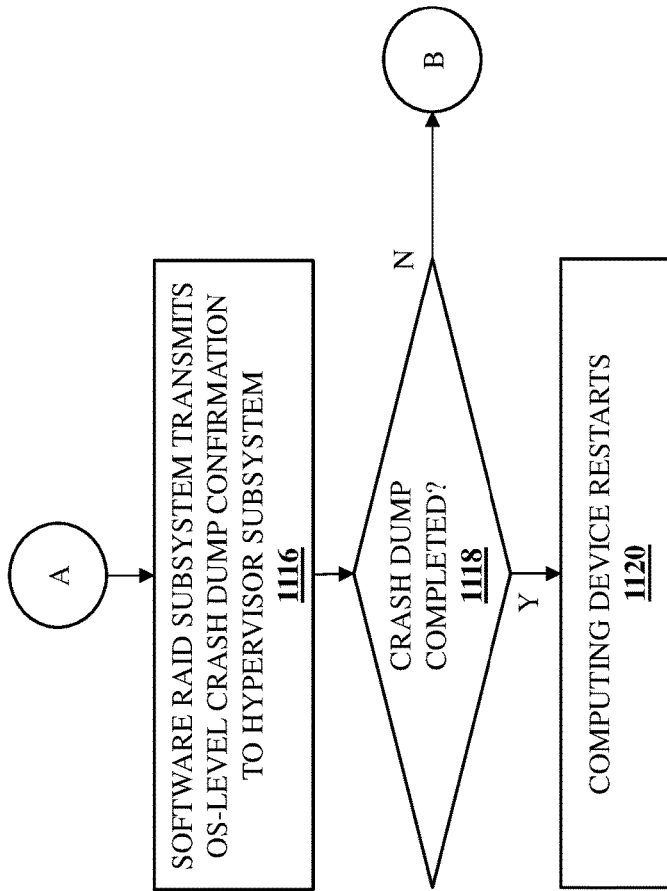 A
SOFTWARE RAID SUBSYSTEM TRANSMITS
OS-LEVEL CRASH DUMP CONFIRMATION
TO HYPERVISOR SUBSYSTEM
1116
CRASH DUMP
COMPLETED?
1118
N
B
Y
COMPUTING DEVICE RESTARTS
1120